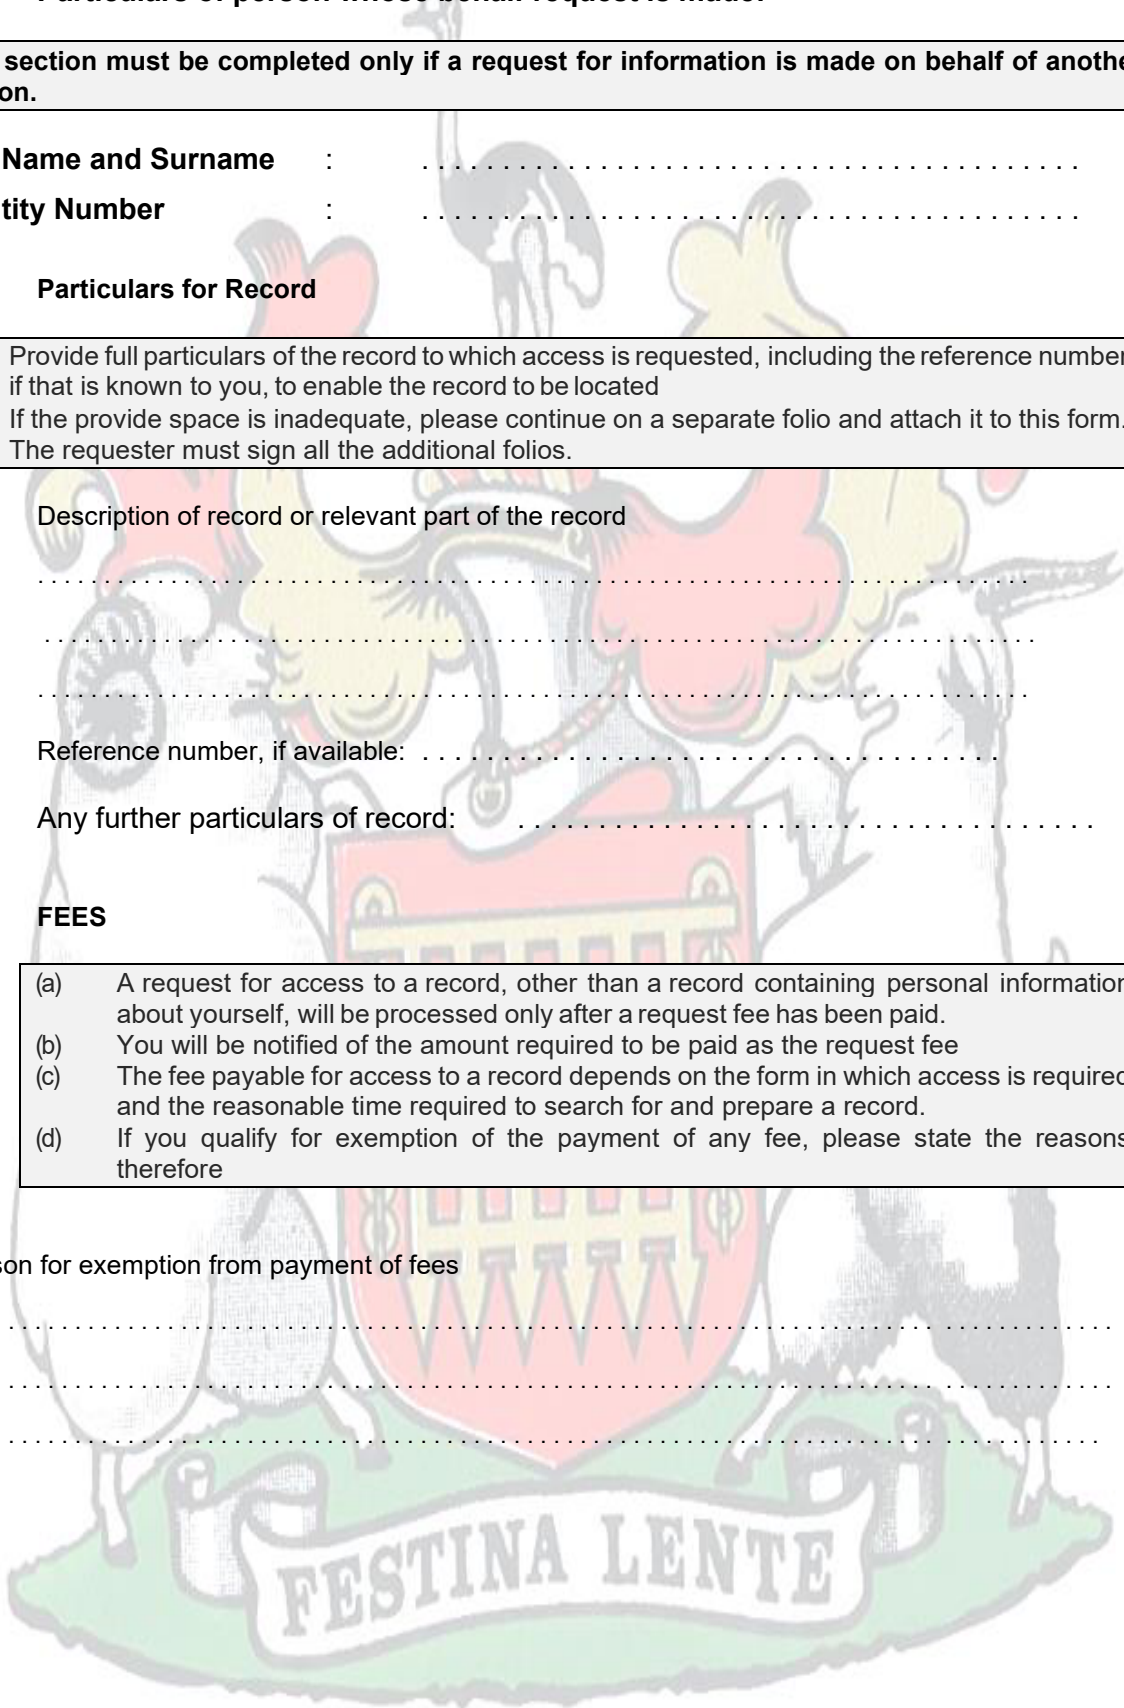 section must be completed only if a request for information is made on behalf of anothe
on.
Name and Surname : . . . . . . . . . . . . . . . . . . . . . . . . . . . . . . . . . . . . . . . . .
tity Number : . . . . . . . . . . . . . . . . . . . . . . . . . . . . . . . . . . . . . . . . .
Particulars for Record
Provide full particulars of the record to which access is requested, including the reference number
if that is known to you, to enable the record to be located
If the provide space is inadequate, please continue on a separate folio and attach it to this form.
The requester must sign all the additional folios.
Description of record or relevant part of the record
. . . . . . . . . . . . . . . . . . . . . . . . . . . . . . . . . . . . . . . . . . . . . . . . . . . . . . . . . . . . . . . . . . . . . . . . . . .
. . . . . . . . . . . . . . . . . . . . . . . . . . . . . . . . . . . . . . . . . . . . . . . . . . . . . . . . . . . . . . . . . . . . . . . . . . .
. . . . . . . . . . . . . . . . . . . . . . . . . . . . . . . . . . . . . . . . . . . . . . . . . . . . . . . . . . . . . . . . . . . . . . . . . . .
Reference number, if available: . . . . . . . . . . . . . . . . . . . . . . . . . . . . . . . . . . . .
Any further particulars of record: . . . . . . . . . . . . . . . . . . . . . . . . . . . . . . . . . . . .
FEES
(a) A request for access to a record, other than a record containing personal information
about yourself, will be processed only after a request fee has been paid.
(b) You will be notified of the amount required to be paid as the request fee
(c) The fee payable for access to a record depends on the form in which access is required
and the reasonable time required to search for and prepare a record.
(d) If you qualify for exemption of the payment of any fee, please state the reasons
therefore
son for exemption from payment of fees
. . . . . . . . . . . . . . . . . . . . . . . . . . . . . . . . . . . . . . . . . . . . . . . . . . . . . . . . . . . . . . . . . . . . . . . . . . . . . . . . . . . .
. . . . . . . . . . . . . . . . . . . . . . . . . . . . . . . . . . . . . . . . . . . . . . . . . . . . . . . . . . . . . . . . . . . . . . . . . . . . . . . . . . . .
. . . . . . . . . . . . . . . . . . . . . . . . . . . . . . . . . . . . . . . . . . . . . . . . . . . . . . . . . . . . . . . . . . . . . . . . . . . . . . . . . . .
FESTINA LENTE